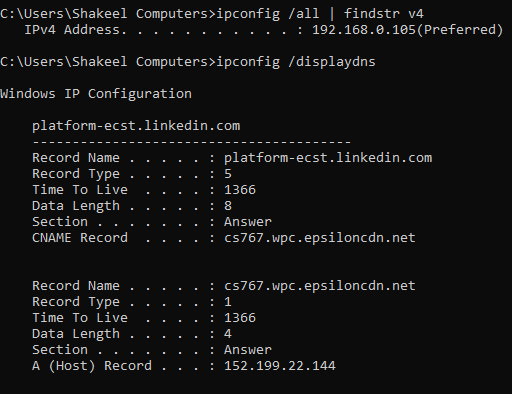 C:\Users\Shakeel Computers>ipconfig /all | findstr v4
   IPv4 Address. . . . . . . . . . . : 192.168.0.105(Preferred)
C:\Users\Shakeel Computers>ipconfig /displaydns
Windows IP Configuration
    platform-ecst.linkedin.com
    ----------------------------------------
    Record Name . . . . . : platform-ecst.linkedin.com
    Record Type . . . . . : 5
    Time To Live  . . . . : 1366
    Data Length . . . . . : 8
    Section . . . . . . . : Answer
    CNAME Record  . . . . : cs767.wpc.epsiloncdn.net
    Record Name . . . . . : cs767.wpc.epsiloncdn.net
    Record Type . . . . . : 1
    Time To Live  . . . . : 1366
    Data Length . . . . . : 4
    Section . . . . . . . : Answer
    A (Host) Record . . . : 152.199.22.144